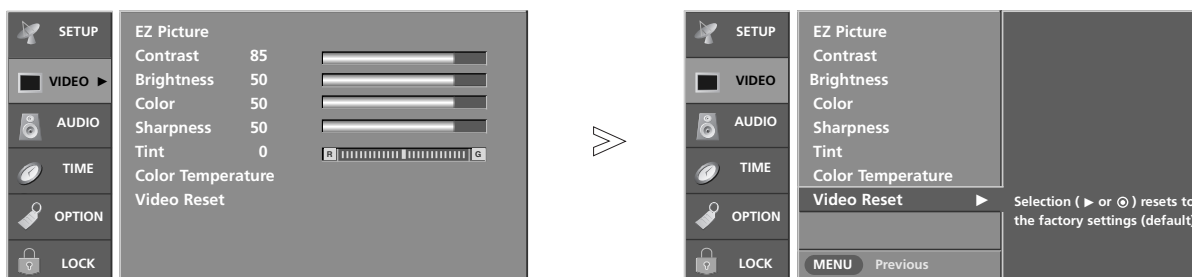 SETUP
VIDEO ►
AUDIO
TIME
OPTION
LOCK
EZ Picture
Contrast 85
Brightness 50
Color 50
Sharpness 50
Tint 0 R G
Color Temperature
Video Reset
>
SETUP
VIDEO
AUDIO
TIME
OPTION
LOCK
EZ Picture
Contrast
Brightness
Color
Sharpness
Tint
Color Temperature
Video Reset ►
MENU Previous
Selection ( ► or ◉ ) resets to
the factory settings (default)